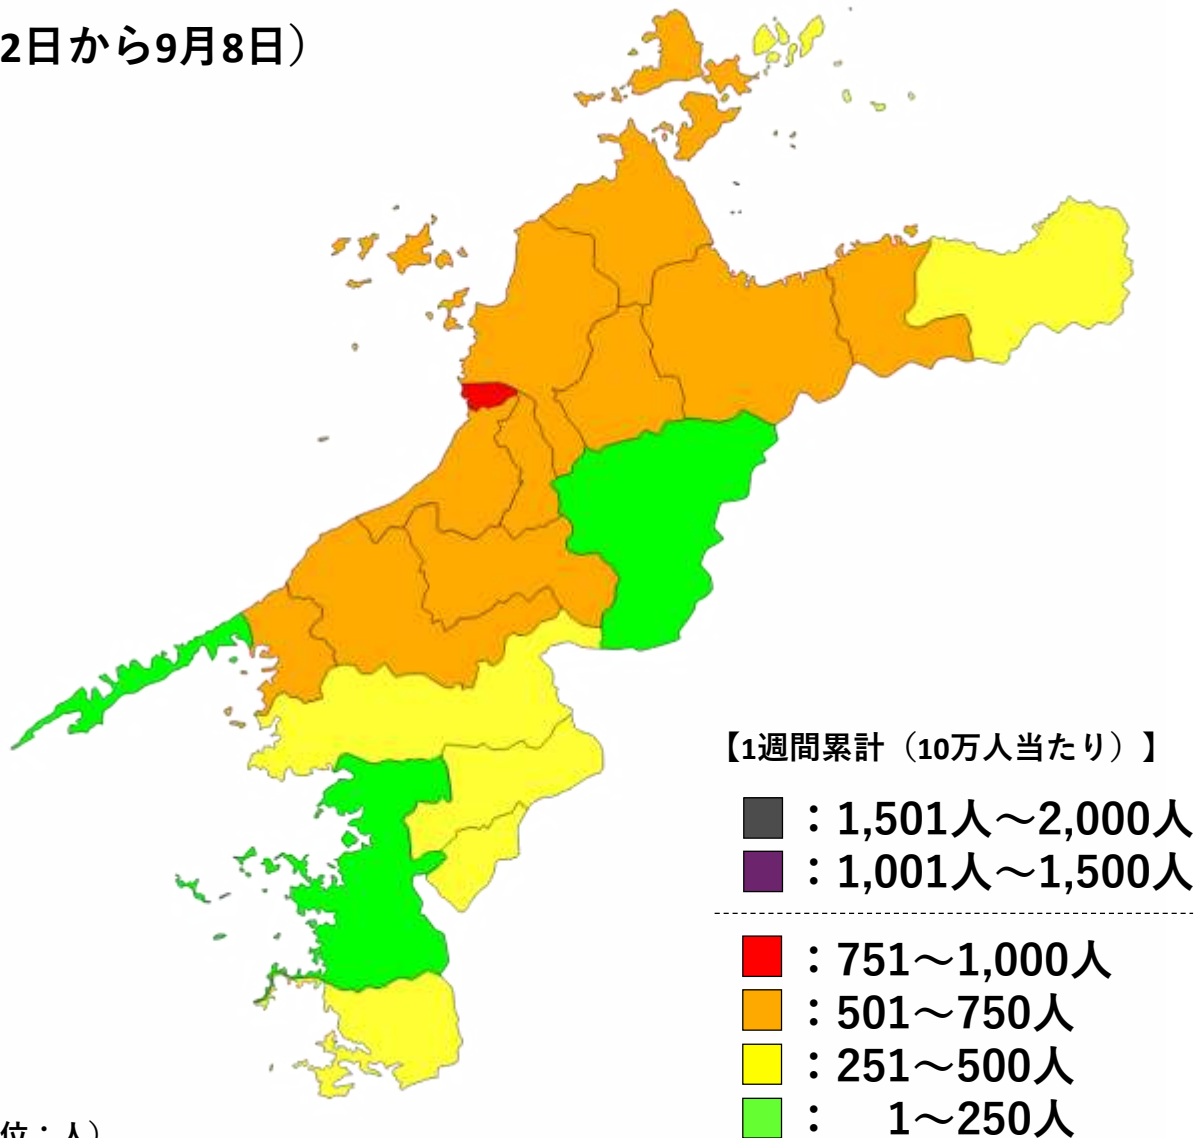 2日から9月8日）
【1週間累計（10万人当たり）】
：1,501人～2,000人
：1,001人～1,500人
：751～1,000人
：501～750人
：251～500人
：　1～250人
位：人）